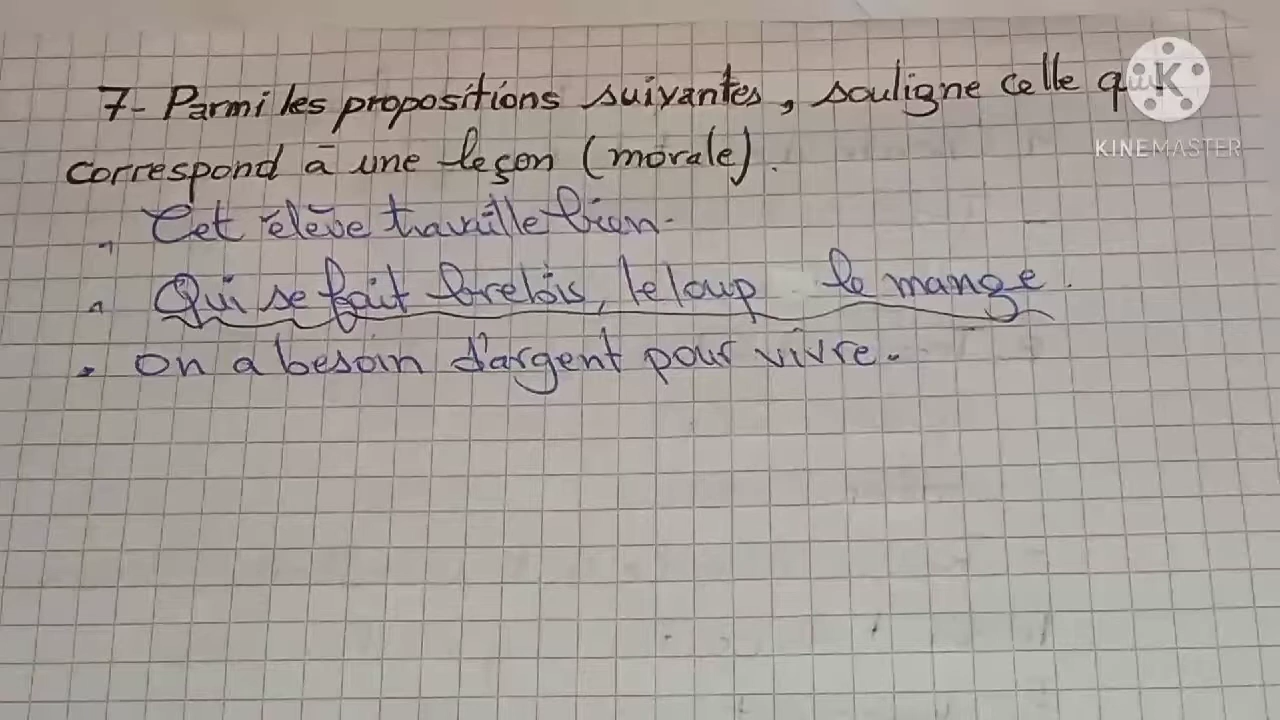 7- Parmi les propositions suivantes, souligne celle qui
correspond à une leçon (morale).
KINEMASTER
Cet élève travaille bien.
Qui se fait brebis, le loup le mange.
On a besoin d'argent pour vivre.